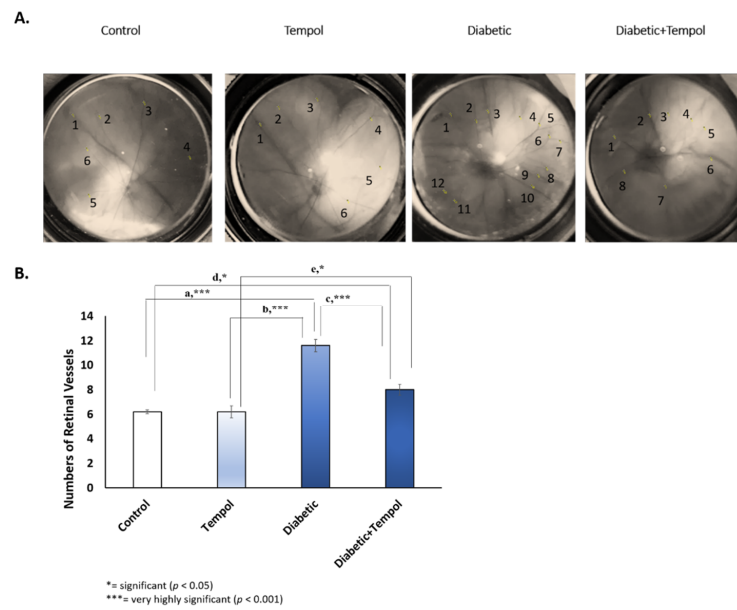 A.
Control Tempol Diabetic Diabetic+Tempol
1 2 3 4 5 6
1 2 3 4 5 6
1 2 3 4 5 6 7 8 9 10 11 12
1 2 3 4 5 6 7 8
B.
e,*
d,*
a,***
c,***
b,***
Numbers of Retinal Vessels
14
12
10
8
6
4
2
0
Control
Tempol
Diabetic
Diabetic+Tempol
*= significant (p < 0.05)
***= very highly significant (p < 0.001)